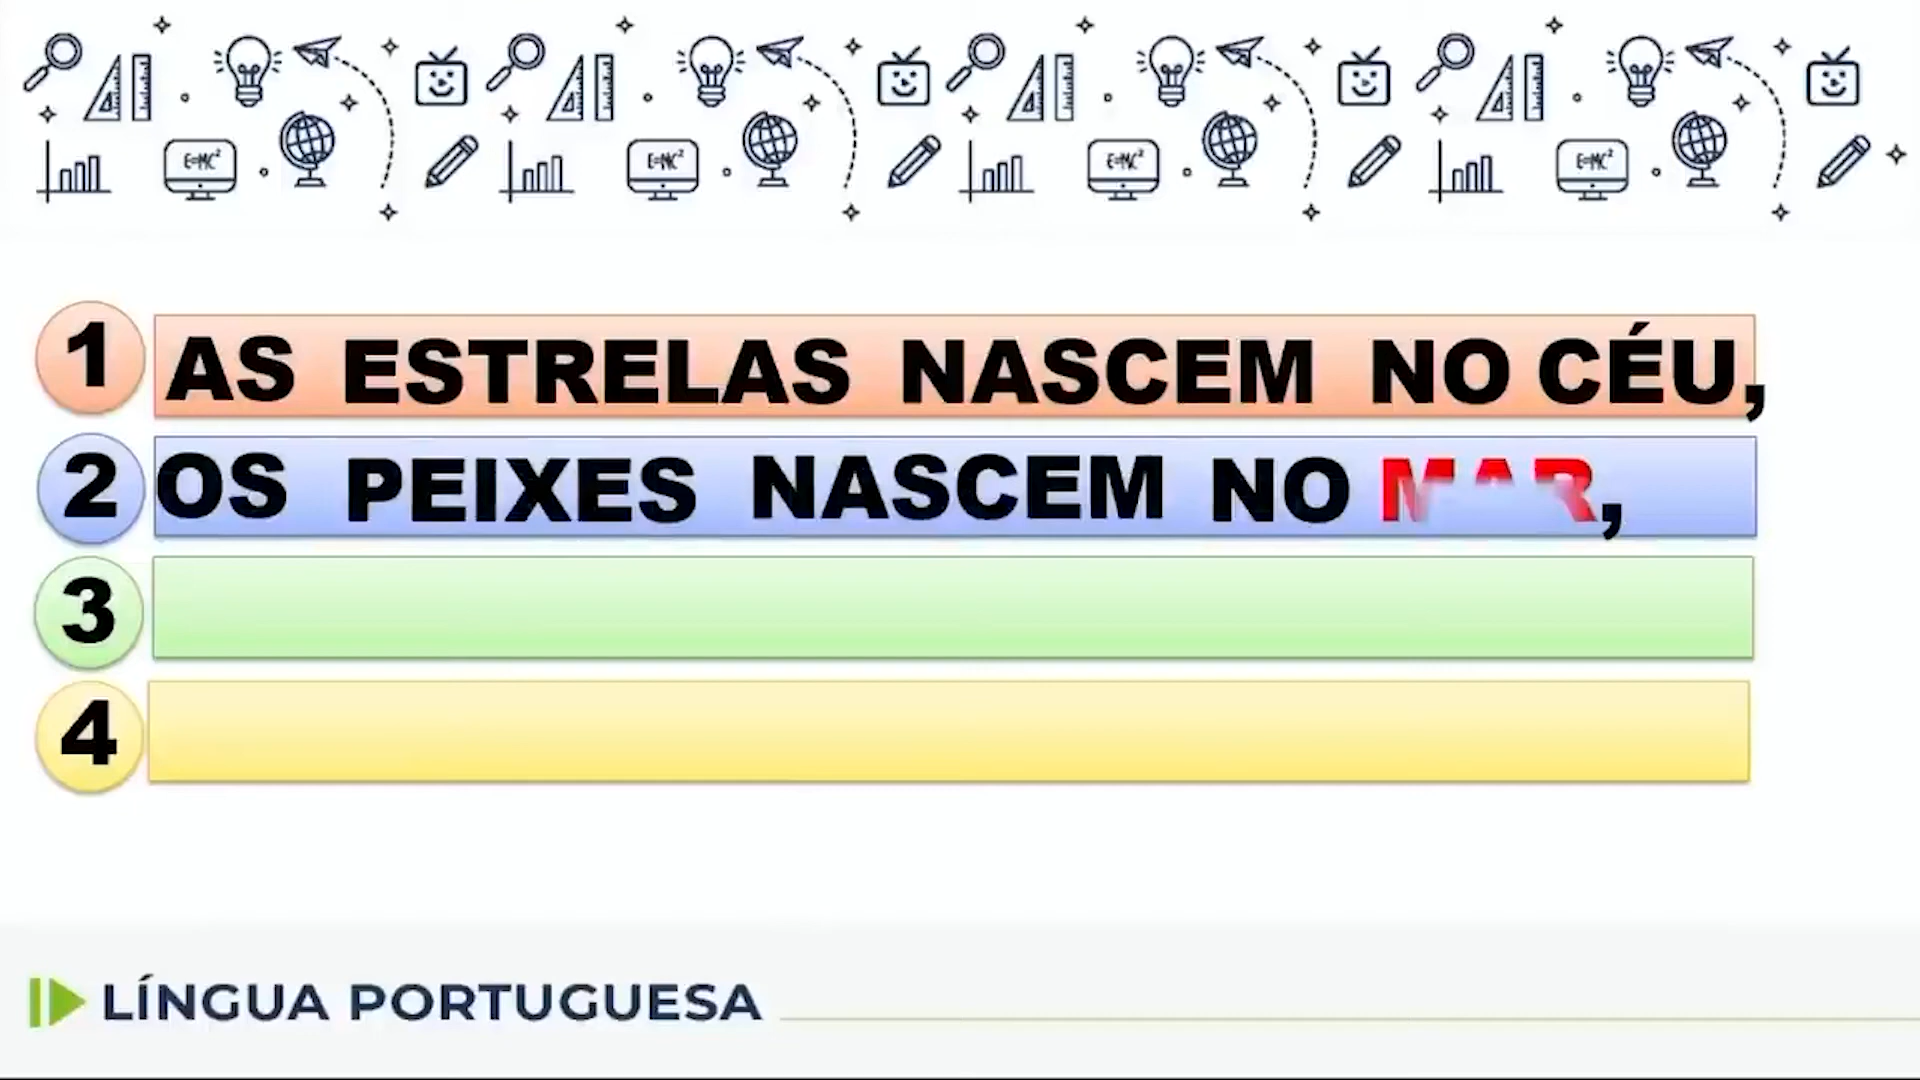 E=MC² E=MC² E=MC² E=MC²
1 AS ESTRELAS NASCEM NO CÉU,
2 OS PEIXES NASCEM NO MAR,
3
4
LÍNGUA PORTUGUESA